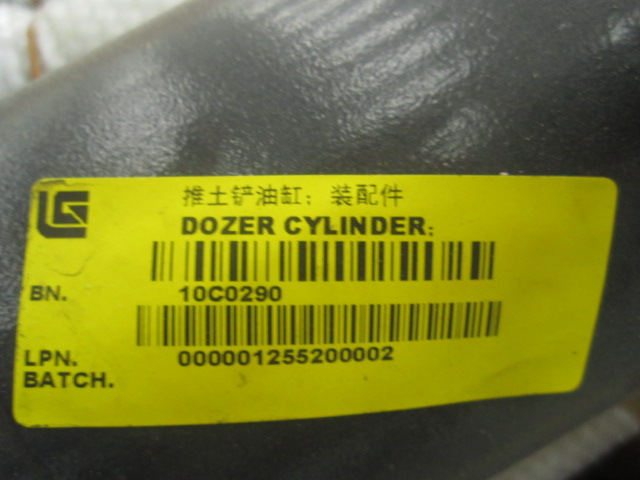 推土铲油缸；装配件
DOZER CYLINDER;
BN. 10C0290
LPN. 000001255200002
BATCH.